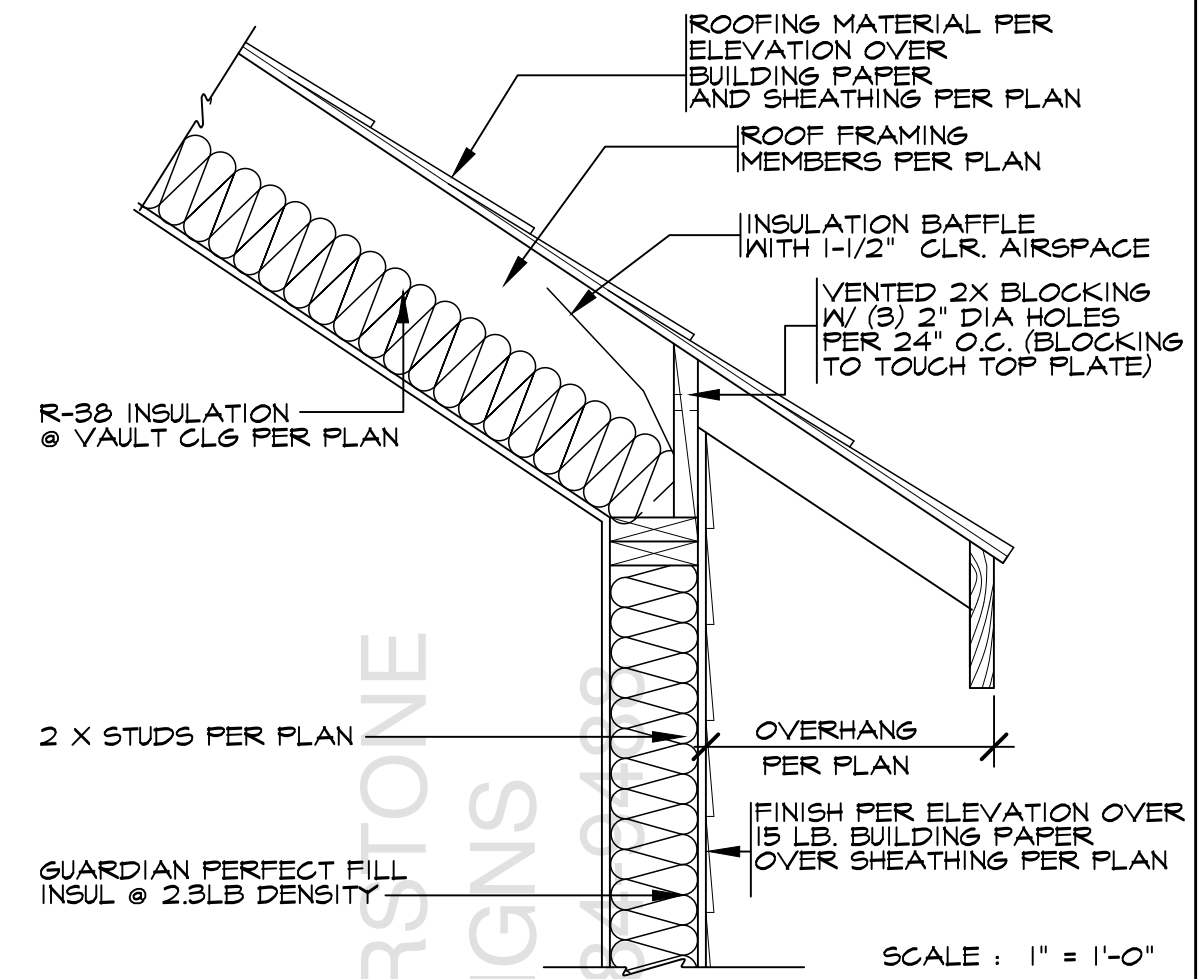 ROOFING MATERIAL PER
ELEVATION OVER
BUILDING PAPER
AND SHEATHING PER PLAN
ROOF FRAMING
MEMBERS PER PLAN
INSULATION BAFFLE
WITH 1-1/2" CLR. AIRSPACE
VENTED 2X BLOCKING
W/ (3) 2" DIA HOLES
PER 24" O.C. (BLOCKING
TO TOUCH TOP PLATE)
R-38 INSULATION
@ VAULT CLG PER PLAN
2 X STUDS PER PLAN
OVERHANG
PER PLAN
FINISH PER ELEVATION OVER
15 LB. BUILDING PAPER
OVER SHEATHING PER PLAN
GUARDIAN PERFECT FILL
INSUL @ 2.3LB DENSITY
SCALE : 1" = 1'-0"
RSTONE
IGNS